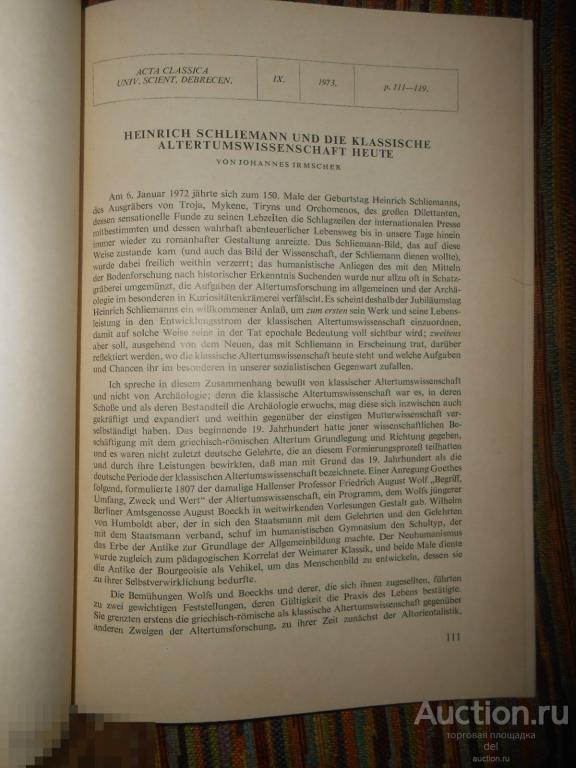 ACTA CLASSICA
UNIV. SCIENT. DEBRECEN.
IX.
1973.
p. 111—119.
HEINRICH SCHLIEMANN UND DIE KLASSISCHE
ALTERTUMSWISSENSCHAFT HEUTE
VON JOHANNES IRMSCHER
Am 6. Januar 1972 jährte sich zum 150. Male der Geburtstag Heinrich Schliemanns,
des Ausgräbers von Troja, Mykene, Tiryns und Orchomenos, des großen Dilettanten,
dessen sensationelle Funde zu seinen Lebzeiten die Schlagzeilen der internationalen Presse
mitbestimmten und dessen wahrhaft abenteuerlicher Lebensweg bis in unsere Tage hinein
immer wieder zu romanhafter Gestaltung anreizte. Das Schliemann-Bild, das auf diese
Weise zustande kam (und auch das Bild der Wissenschaft, der Schliemann dienen wollte),
wurde dabei freilich weithin verzerrt; das humanistische Anliegen des mit den Mitteln
der Bodenforschung nach historischer Erkenntnis Suchenden wurde nur allzu oft in Schatz-
gräberei umgemünzt, die Aufgaben der Altertumsforschung im allgemeinen und der Archä-
ologie im besonderen in Kuriositätenkrämerei verfälscht. Es scheint deshalb der Jubiläumstag
Heinrich Schliemanns ein willkommener Anlaß, um zum ersten sein Werk und seine Lebens-
leistung in den Entwicklungsstrom der klassischen Altertumswissenschaft einzuordnen,
damit auf solche Weise seine in der Tat epochale Bedeutung voll sichtbar wird; zweitens
aber soll, ausgehend von dem Neuen, das mit Schliemann in Erscheinung trat, darüber
reflektiert werden, wo die klassische Altertumswissenschaft heute steht und welche Aufgaben
und Chancen ihr im besonderen in unserer sozialistischen Gegenwart zufallen.
Ich spreche in diesem Zusammenhang bewußt von klassischer Altertumswissenschaft
und nicht von Archäologie; denn die klassische Altertumswissenschaft war es, in deren
Schoße und als deren Bestandteil die Archäologie erwuchs, mag diese sich inzwischen auch
gekräftigt und expandiert und weithin gegenüber der einstigen Mutterwissenschaft ver-
selbständigt haben. Das beginnende 19. Jahrhundert hatte jener wissenschaftlichen Be-
schäftigung mit dem griechisch-römischen Altertum Grundlegung und Richtung gegeben,
und es waren nicht zuletzt deutsche Gelehrte, die an diesem Formierungsprozeß teilhatten
und durch ihre Leistungen bewirkten, daß man mit Grund das 19. Jahrhundert als die
deutsche Periode der klassischen Altertumswissenschaft bezeichnete. Einer Anregung Goethes
folgend, formulierte 1807 der damalige Hallenser Professor Friedrich August Wolf „Begriff,
Umfang, Zweck und Wert" der Altertumswissenschaft, ein Programm, dem Wolfs jüngerer
Berliner Amtsgenosse August Boeckh in weitwirkenden Vorlesungen Gestalt gab. Wilhelm
von Humboldt aber, der in sich den Staatsmann mit dem Gelehrten und den Gelehrten
mit dem Staatsmann verband, schuf im humanistischen Gymnasium den Schultyp, der
das Erbe der Antike zur Grundlage der Allgemeinbildung machte. Der Neuhumanismus
wurde zugleich zum pädagogischen Korrelat der Weimarer Klassik, und beide Male diente
die Antike der Bourgeoisie als Vehikel, um das Menschenbild zu entwickeln, dessen sie
zu ihrer Selbstverwirklichung bedurfte.
Die Bemühungen Wolfs und Boeckhs und derer, die sich ihnen zugesellten, führten
zu zwei gewichtigen Feststellungen, deren Gültigkeit die Praxis des Lebens bestätigte.
Sie grenzten erstens die griechisch-römische als klassische Altertumswissenschaft gegenüber
anderen Zweigen der Altertumsforschung, zu ihrer Zeit zunächst der Altorientalistik,
111
Auction.ru
торговая площадка
del
auction.ru